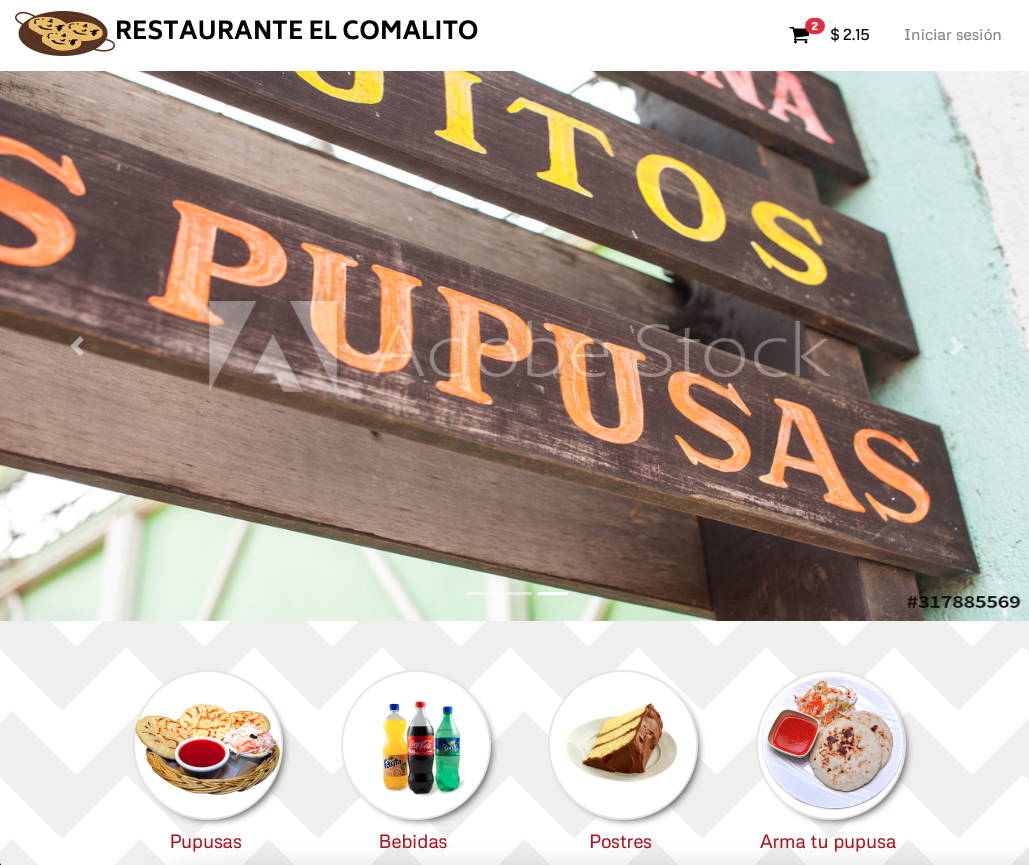 RESTAURANTE EL COMALITO
2
$ 2.15
Iniciar sesión
NA
GITOS
S PUPUSAS
Adobe Stock
#317885569
Fanta
Coca-Cola
Sprite
Pupusas
Bebidas
Postres
Arma tu pupusa